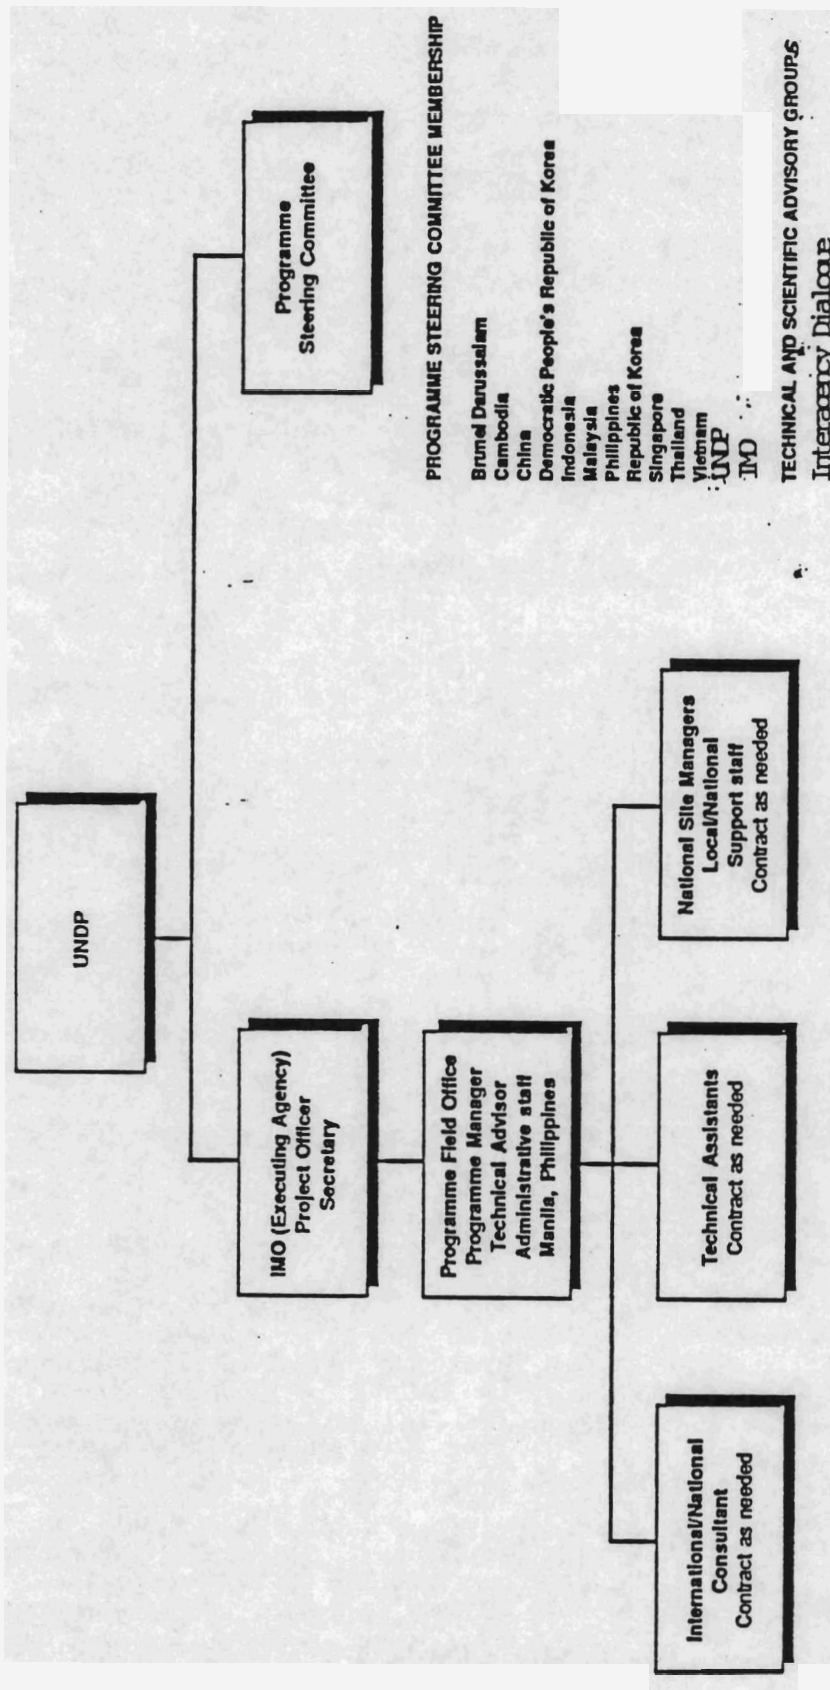 UNDP
IMO (Executing Agency)
Project Officer
Secretary
Programme
Steering Committee
Programme Field Office
Programme Manager
Technical Advisor
Administrative staff
Manila, Philippines
International/National
Consultant
Contract as needed
Technical Assistants
Contract as needed
National Site Managers
Local/National
Support staff
Contract as needed
PROGRAMME STEERING COMMITTEE MEMBERSHIP
Brunei Darussalam
Cambodia
China
Democratic People's Republic of Korea
Indonesia
Malaysia
Philippines
Republic of Korea
Singapore
Thailand
Vietnam
UNDP
IMO
TECHNICAL AND SCIENTIFIC ADVISORY GROUPS
Interagency Dialogue